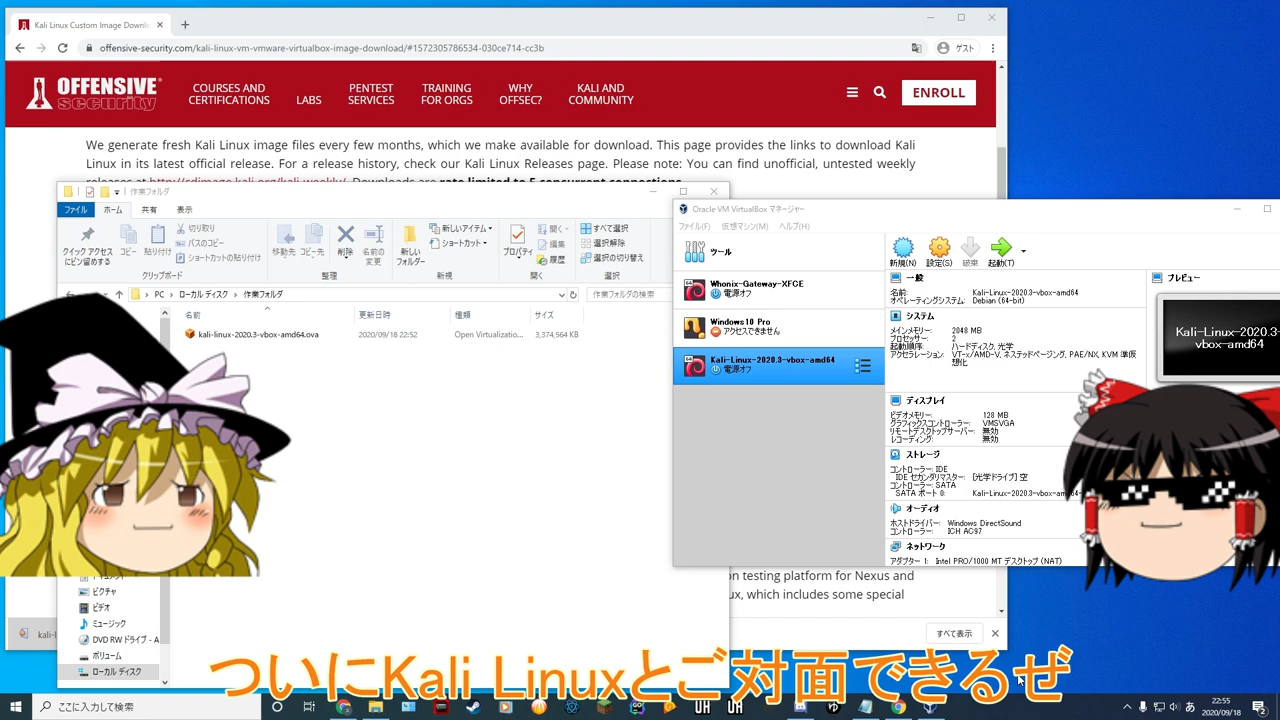 Kali Linux Custom Image Downl
offensive-security.com/kali-linux-vm-vmware-virtualbox-image-download/#1572305786534-030ce714-cc3b
ゲスト
OFFENSIVE
security
COURSES AND
CERTIFICATIONS
LABS
PENTEST
SERVICES
TRAINING
FOR ORGS
WHY
OFFSEC?
KALI AND
COMMUNITY
ENROLL
We generate fresh Kali Linux image files every few months, which we make available for download. This page provides the links to download Kali
Linux in its latest official release. For a release history, check our Kali Linux Releases page. Please note: You can find unofficial, untested weekly
releases at http://cdimage.kali.org/kali-weekly/. Downloads are rate limited to 5 concurrent connections.
作業フォルダ
ファイル
ホーム
共有
表示
クイック アクセス
にピン留めする
コピー
貼り付け
切り取り
パスのコピー
ショートカットの貼り付け
クリップボード
移動先
コピー先
削除
名前の
変更
整理
新しい
フォルダー
新しいアイテム
ショートカット
新規
プロパティ
開く
編集
履歴
開く
すべて選択
選択解除
選択の切り替え
選択
PC
ローカル ディスク
作業フォルダ
作業フォルダの検索
名前
更新日時
種類
サイズ
kali-linux-2020.3-vbox-amd64.ova
2020/09/18 22:52
Open Virtualizatio...
3,374,564 KB
ピクチャ
ビデオ
ミュージック
DVD RW ドライブ - A
ボリューム
ローカル ディスク
Oracle VM VirtualBox マネージャー
ファイル(F)
仮想マシン(M)
ヘルプ(H)
ツール
新規(N)
設定(S)
破棄
起動(T)
Whonix-Gateway-XFCE
電源オフ
Windows10 Pro
アクセスできません
Kali-Linux-2020.3-vbox-amd64
電源オフ
一般
名前: Kali-Linux-2020.3-vbox-amd64
オペレーティングシステム: Debian (64-bit)
システム
メインメモリー: 2048 MB
プロセッサー: 2
起動順序: ハードディスク, 光学
アクセラレーション: VT-x/AMD-V, ネステッドページング, PAE/NX, KVM 準仮
想化
ディスプレイ
ビデオメモリー: 128 MB
グラフィックスコントローラー: VMSVGA
リモートデスクトップサーバー: 無効
レコーディング: 無効
ストレージ
コントローラー: IDE
IDE セカンダリマスター: [光学ドライブ] 空
コントローラー: SATA
SATA ポート 0: Kali-Linux-2020.3-vbox-amd64-
オーディオ
ホストドライバー: Windows DirectSound
コントローラー: ICH AC97
ネットワーク
アダプター 1: Intel PRO/1000 MT デスクトップ (NAT)
プレビュー
Kali-Linux-2020.3-
vbox-amd64
on testing platform for Nexus and
ux, which includes some special
kali-l
すべて表示
ついにKali Linuxとご対面できるぜ
ここに入力して検索
あ
22:55
2020/09/18
2